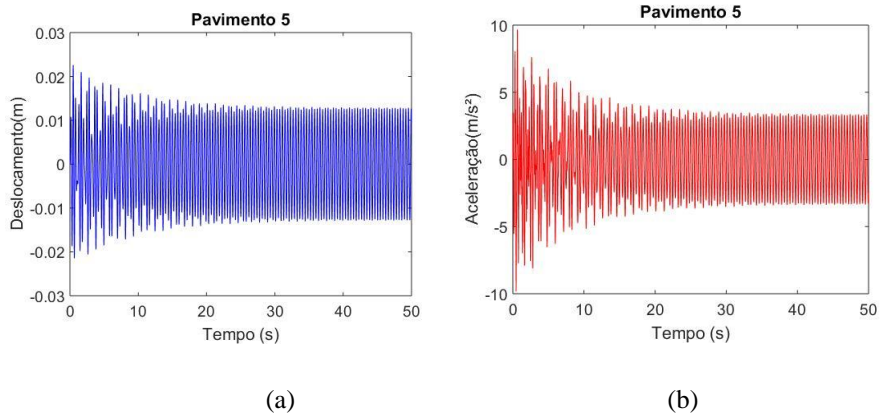 Pavimento 5
0.03
0.02
0.01
0
-0.01
-0.02
-0.03
Deslocamento(m)
0 10 20 30 40 50
Tempo (s)
(a)
Pavimento 5
10
5
0
-5
-10
Aceleração(m/s²)
0 10 20 30 40 50
Tempo (s)
(b)